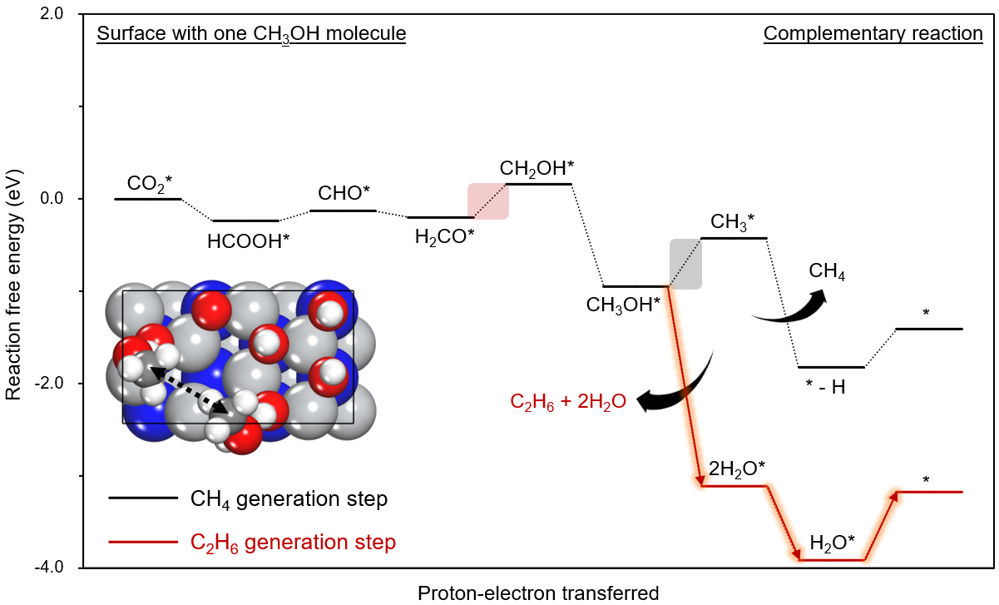 2.0
Surface with one CH₃OH molecule
Complementary reaction
Reaction free energy (eV)
0.0
-2.0
-4.0
CO₂*
HCOOH*
CHO*
H₂CO*
CH₂OH*
CH₃OH*
CH₃*
CH₄
*
* - H
C₂H₆ + 2H₂O
2H₂O*
*
H₂O*
CH₄ generation step
C₂H₆ generation step
Proton-electron transferred